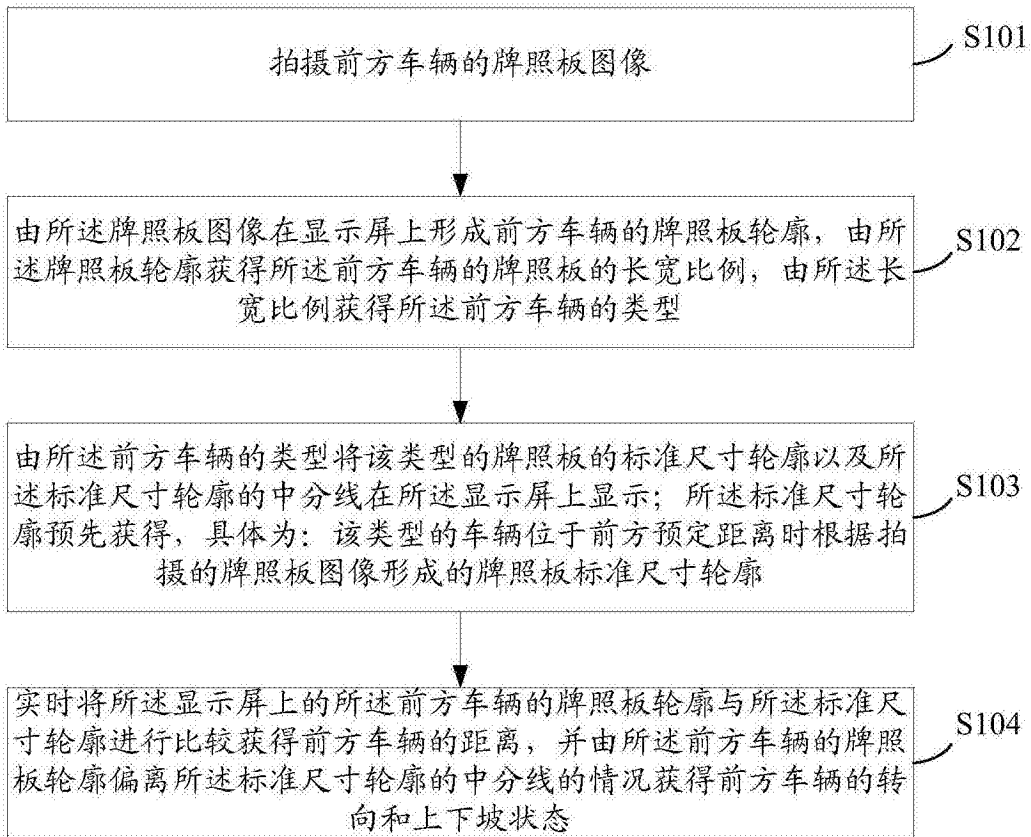 拍摄前方车辆的牌照板图像
S101
由所述牌照板图像在显示屏上形成前方车辆的牌照板轮廓，由所
述牌照板轮廓获得所述前方车辆的牌照板的长宽比例，由所述长
宽比例获得所述前方车辆的类型
S102
由所述前方车辆的类型将该类型的牌照板的标准尺寸轮廓以及所
述标准尺寸轮廓的中分线在所述显示屏上显示；所述标准尺寸轮
廓预先获得，具体为：该类型的车辆位于前方预定距离时根据拍
摄的牌照板图像形成的牌照板标准尺寸轮廓
S103
实时将所述显示屏上的所述前方车辆的牌照板轮廓与所述标准尺
寸轮廓进行比较获得前方车辆的距离，并由所述前方车辆的牌照
板轮廓偏离所述标准尺寸轮廓的中分线的情况获得前方车辆的转
向和上下坡状态
S104